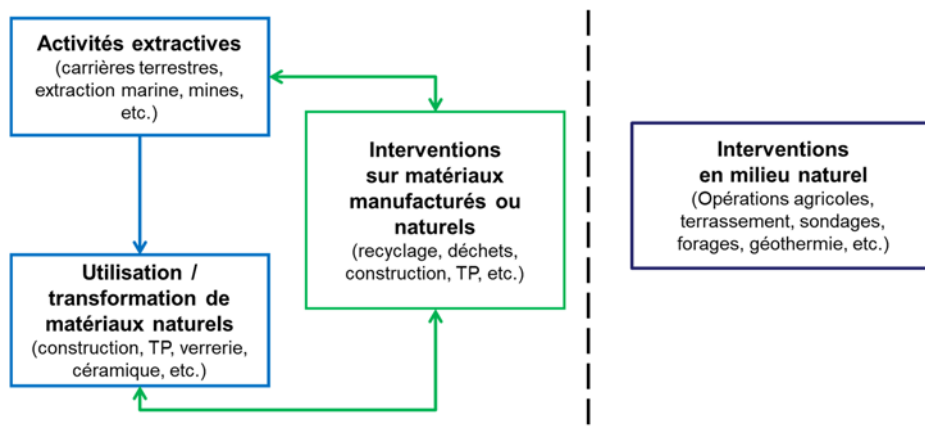 Activités extractives
(carrières terrestres,
extraction marine, mines,
etc.)
Utilisation /
transformation de
matériaux naturels
(construction, TP, verrerie,
céramique, etc.)
Interventions
sur matériaux
manufacturés ou
naturels
(recyclage, déchets,
construction, TP, etc.)
Interventions
en milieu naturel
(Opérations agricoles,
terrassement, sondages,
forages, géothermie, etc.)